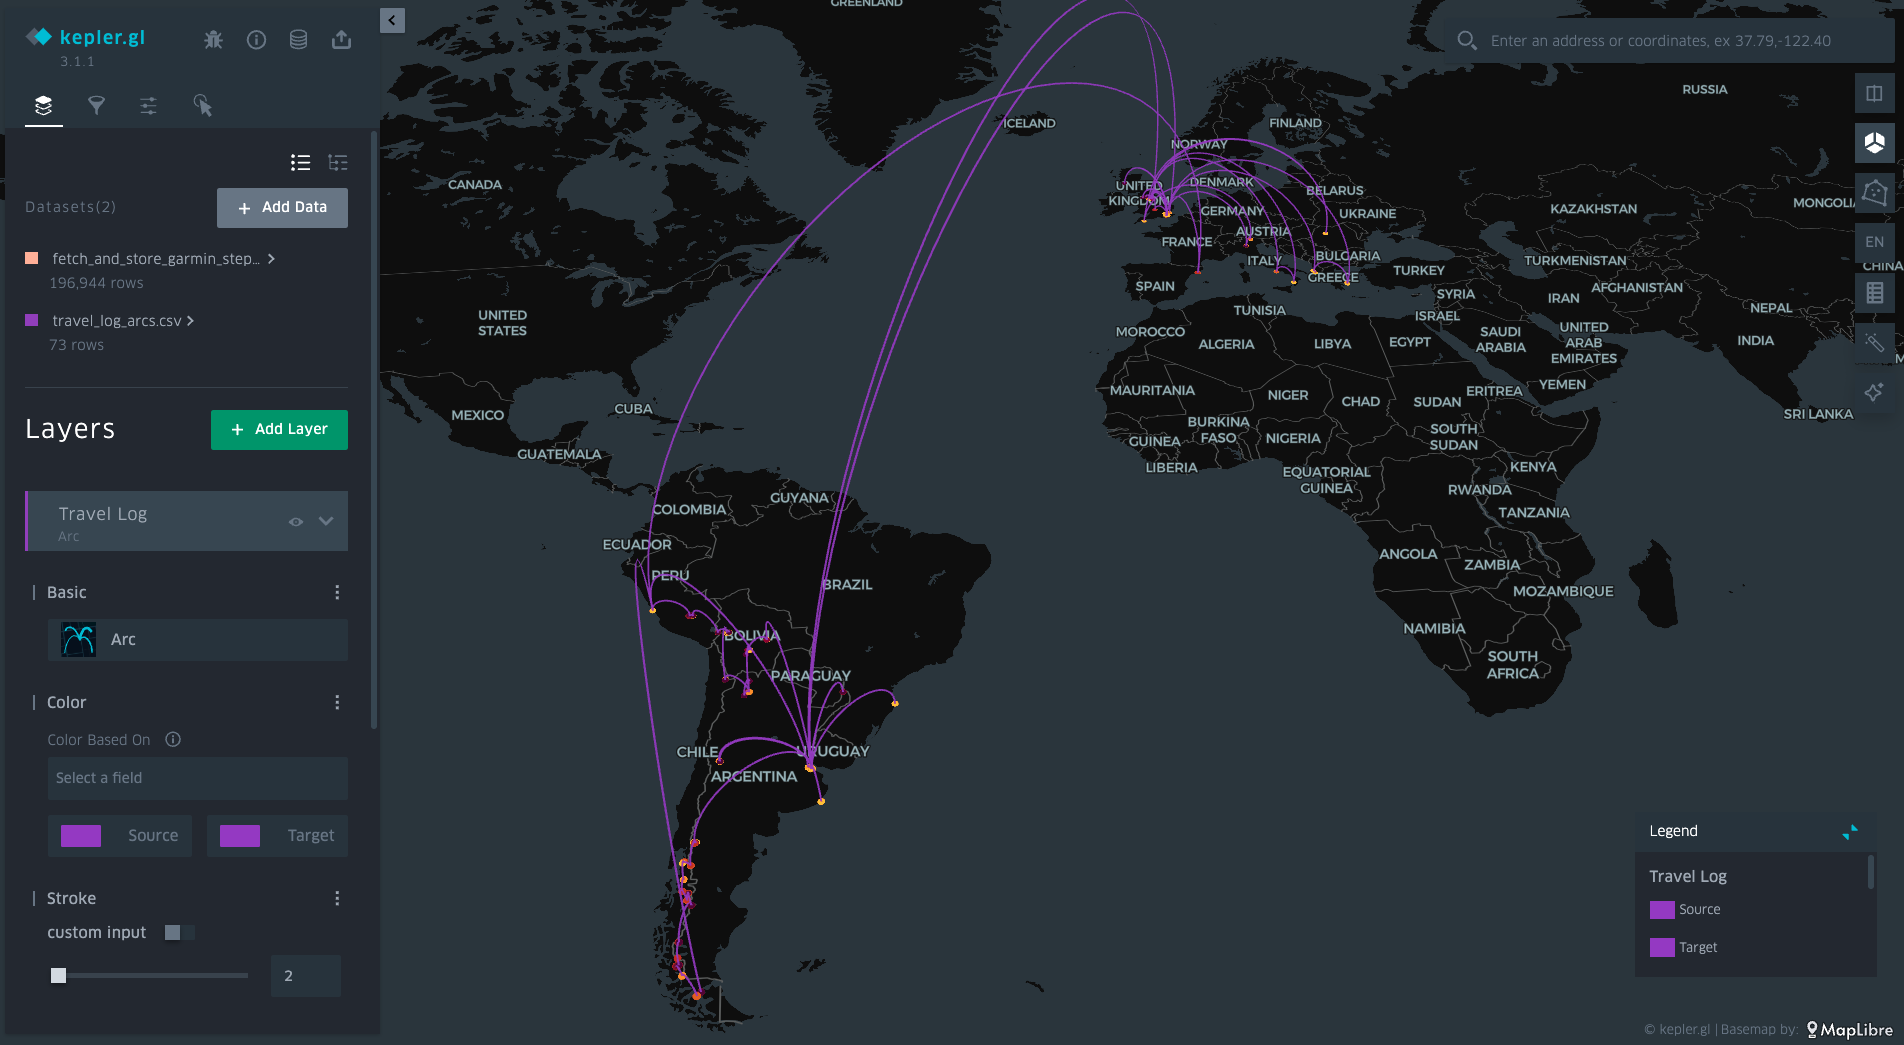 kepler.gl
3.1.1
Datasets(2)
+ Add Data
fetch_and_store_garmin_step...
196,944 rows
travel_log_arcs.csv
73 rows
Layers
+ Add Layer
Travel Log
Arc
Basic
Arc
Color
Color Based On
Select a field
Source
Target
Stroke
custom input
2
Enter an address or coordinates, ex 37.79,-122.40
EN
GREENLAND
ICELAND
NORWAY
FINLAND
RUSSIA
CANADA
UNITED
KINGDOM
DENMARK
BELARUS
GERMANY
UKRAINE
KAZAKHSTAN
MONGOLIA
AUSTRIA
FRANCE
ITALY
BULGARIA
GREECE
TURKEY
TURKMENISTAN
CHINA
SPAIN
SYRIA
IRAN
AFGHANISTAN
UNITED
STATES
TUNISIA
ISRAEL
NEPAL
MOROCCO
ALGERIA
LIBYA
EGYPT
SAUDI
ARABIA
UNITED
ARAB
EMIRATES
INDIA
MAURITANIA
NIGER
CHAD
SUDAN
ERITREA
YEMEN
MEXICO
CUBA
SRI LANKA
BURKINA
FASO
GUINEA
NIGERIA
SOUTH
SUDAN
GUATEMALA
LIBERIA
EQUATORIAL
GUINEA
KENYA
RWANDA
TANZANIA
GUYANA
COLOMBIA
ECUADOR
PERU
BRAZIL
ANGOLA
ZAMBIA
MOZAMBIQUE
BOLIVIA
NAMIBIA
PARAGUAY
SOUTH
AFRICA
CHILE
URUGUAY
ARGENTINA
Legend
Travel Log
Source
Target
© kepler.gl | Basemap by: MapLibre